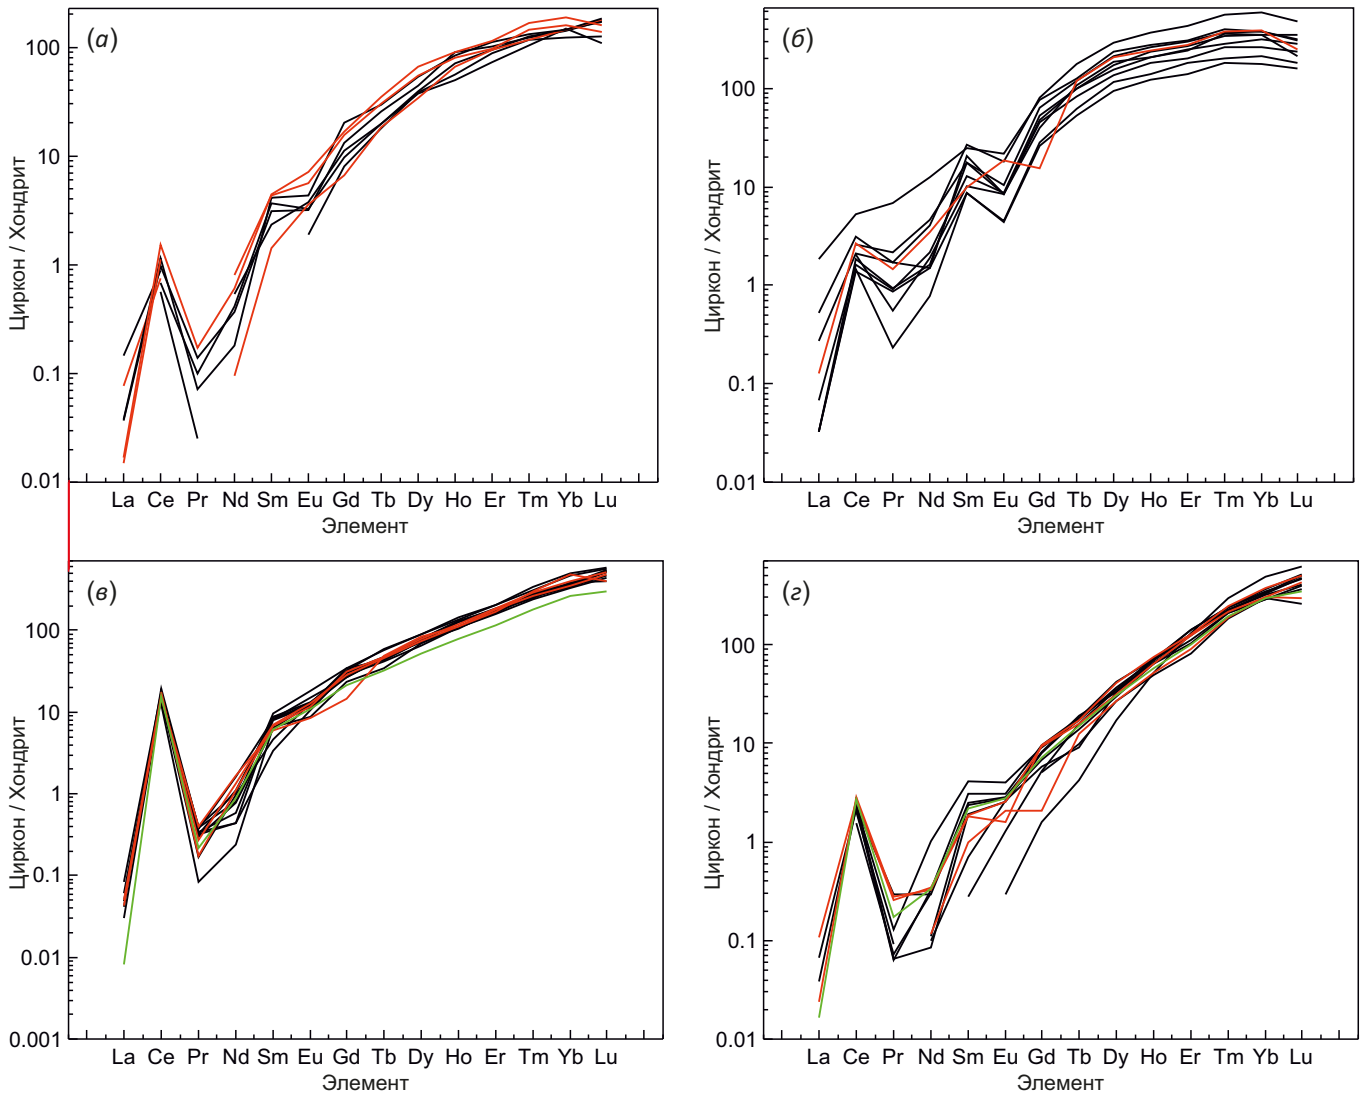 (а)
Циркон / Хондрит
100
10
1
0.1
0.01
La Ce Pr Nd Sm Eu Gd Tb Dy Ho Er Tm Yb Lu
Элемент
(б)
Циркон / Хондрит
100
10
1
0.1
0.01
La Ce Pr Nd Sm Eu Gd Tb Dy Ho Er Tm Yb Lu
Элемент
(в)
Циркон / Хондрит
100
10
1
0.1
0.01
0.001
La Ce Pr Nd Sm Eu Gd Tb Dy Ho Er Tm Yb Lu
Элемент
(г)
Циркон / Хондрит
100
10
1
0.1
0.01
La Ce Pr Nd Sm Eu Gd Tb Dy Ho Er Tm Yb Lu
Элемент